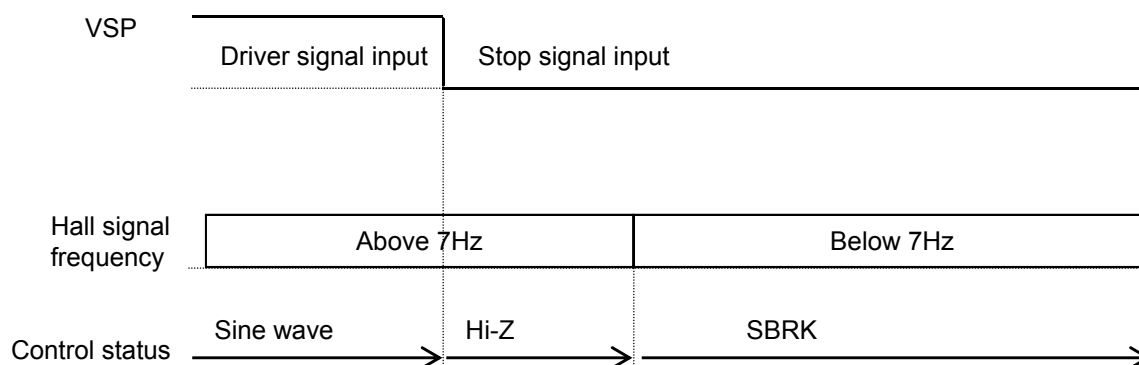 VSP
Driver signal input
Stop signal input
Hall signal
frequency
Above 7Hz
Below 7Hz
Control status
Sine wave
Hi-Z
SBRK